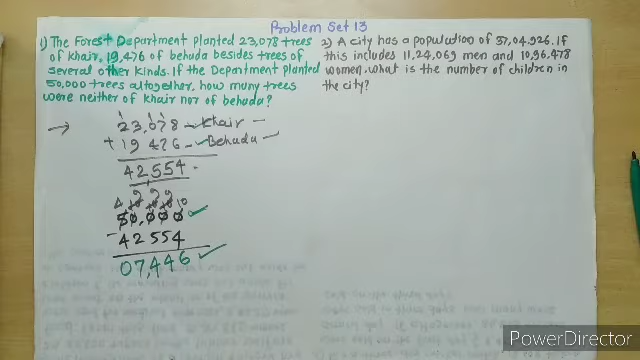 Problem Set 13
1) The Forest Department planted 23,078 trees
of khair, 19,476 of behada besides trees of
several other kinds. If the Department planted
50,000 trees altogether, how many trees
were neither of khair nor of behada?
2) A city has a population of 37,04,926. If
this includes 11,24,069 men and 10,96,478
women, what is the number of children in
the city?
23,078 - khair -
+ 19 476 - Behada -
42554
50,000
- 42554
07,446
PowerDirector